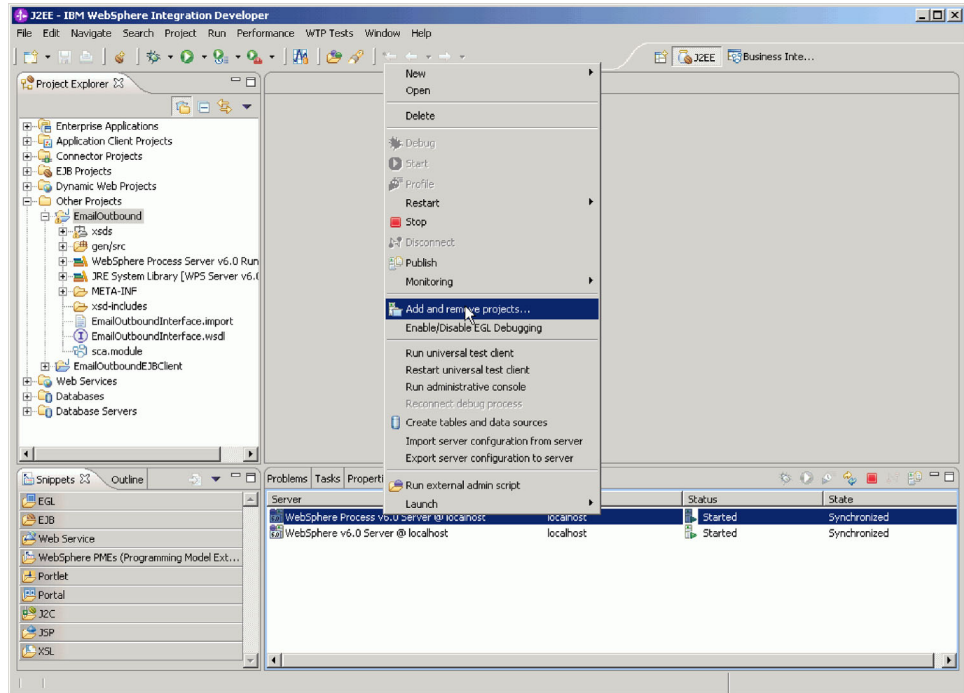 J2EE - IBM WebSphere Integration Developer
File Edit Navigate Search Project Run Performance WTP Tests Window Help
J2EE Business Inte...
Project Explorer
Enterprise Applications
Application Client Projects
Connector Projects
EJB Projects
Dynamic Web Projects
Other Projects
EmailOutbound
xsds
gen/src
WebSphere Process Server v6.0 Run
JRE System Library [WPS Server v6.0
META-INF
xsd-includes
EmailOutboundInterface.import
EmailOutboundInterface.wsdl
sca.module
EmailOutboundEJBClient
Web Services
Databases
Database Servers
New
Open
Delete
Debug
Start
Profile
Restart
Stop
Disconnect
Publish
Monitoring
Add and remove projects...
Enable/Disable EGL Debugging
Run universal test client
Restart universal test client
Run administrative console
Reconnect debug process
Create tables and data sources
Import server configuration from server
Export server configuration to server
Run external admin script
Launch
Snippets Outline
EGL
EJB
Web Service
WebSphere PMEs (Programming Model Ext...
Portlet
Portal
J2C
JSP
XSL
Problems Tasks Properti
Server Status State
WebSphere Process v6.0 Server @ localhost localhost Started Synchronized
WebSphere v6.0 Server @ localhost localhost Started Synchronized